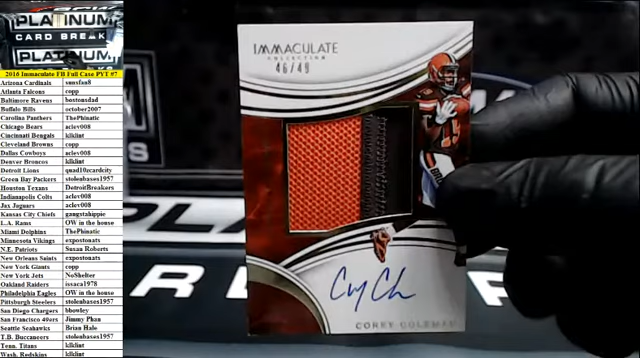 PLATINUM
CARD BREAK
PLATINUM
2016 Immaculate FB Full Case PYT #7
Arizona Cardinals sunsfan8
Atlanta Falcons copp
Baltimore Ravens bostonsdad
Buffalo Bills october2007
Carolina Panthers ThePhinatic
Chicago Bears aclev008
Cincinnati Bengals klklint
Cleveland Browns copp
Dallas Cowboys aclev008
Denver Broncos klklint
Detroit Lions quad10cardcity
Green Bay Packers stolenbases1957
Houston Texans DetroitBreakers
Indianapolis Colts aclev008
Jax Jaguars aclev008
Kansas City Chiefs gangstahippie
L.A. Rams OW in the house
Miami Dolphins ThePhinatic
Minnesota Vikings expostonats
N.E. Patriots Susan Roberts
New Orleans Saints expostonats
New York Giants copp
New York Jets NoShelter
Oakland Raiders issaca1978
Philadelphia Eagles OW in the house
Pittsburgh Steelers stolenbases1957
San Diego Chargers bbowley
San Francisco 49ers Jimmy Phan
Seattle Seahawks Brian Hale
T.B. Buccaneers stolenbases1957
Tenn. Titans klklint
Wash. Redskins klklint
IMMACULATE
COLLECTION
46/49
COREY COLEMAN